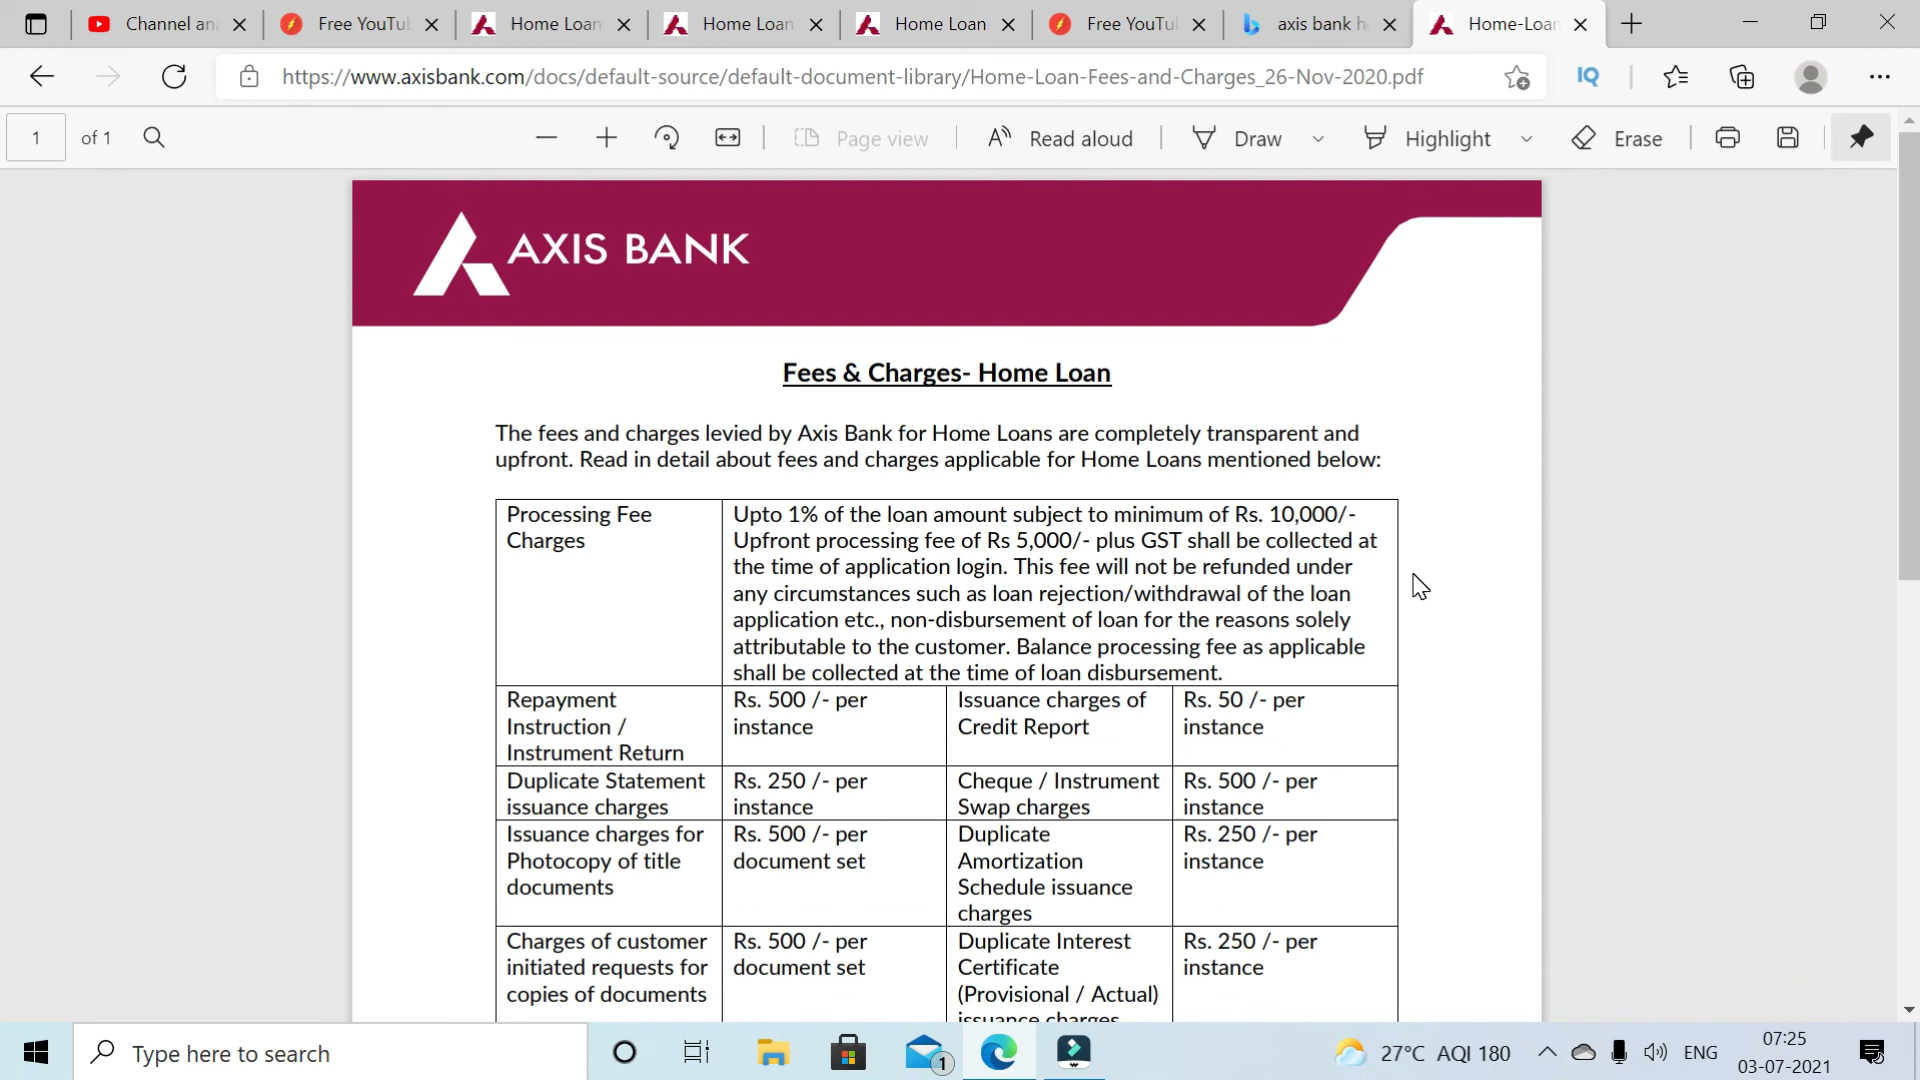 Channel an
Free YouTu
Home Loan
Home Loan
Home Loan
Free YouTu
axis bank h
Home-Loan
https://www.axisbank.com/docs/default-source/default-document-library/Home-Loan-Fees-and-Charges_26-Nov-2020.pdf
IQ
1 of 1
Page view
Read aloud
Draw
Highlight
Erase
AXIS BANK
Fees & Charges- Home Loan
The fees and charges levied by Axis Bank for Home Loans are completely transparent and
upfront. Read in detail about fees and charges applicable for Home Loans mentioned below:
Processing Fee
Charges
Upto 1% of the loan amount subject to minimum of Rs. 10,000/-
Upfront processing fee of Rs 5,000/- plus GST shall be collected at
the time of application login. This fee will not be refunded under
any circumstances such as loan rejection/withdrawal of the loan
application etc., non-disbursement of loan for the reasons solely
attributable to the customer. Balance processing fee as applicable
shall be collected at the time of loan disbursement.
Repayment
Instruction /
Instrument Return
Rs. 500 /- per
instance
Issuance charges of
Credit Report
Rs. 50 /- per
instance
Duplicate Statement
issuance charges
Rs. 250 /- per
instance
Cheque / Instrument
Swap charges
Rs. 500 /- per
instance
Issuance charges for
Photocopy of title
documents
Rs. 500 /- per
document set
Duplicate
Amortization
Schedule issuance
charges
Rs. 250 /- per
instance
Charges of customer
initiated requests for
copies of documents
Rs. 500 /- per
document set
Duplicate Interest
Certificate
(Provisional / Actual)
issuance charges
Rs. 250 /- per
instance
Type here to search
1
27°C AQI 180
ENG
07:25
03-07-2021